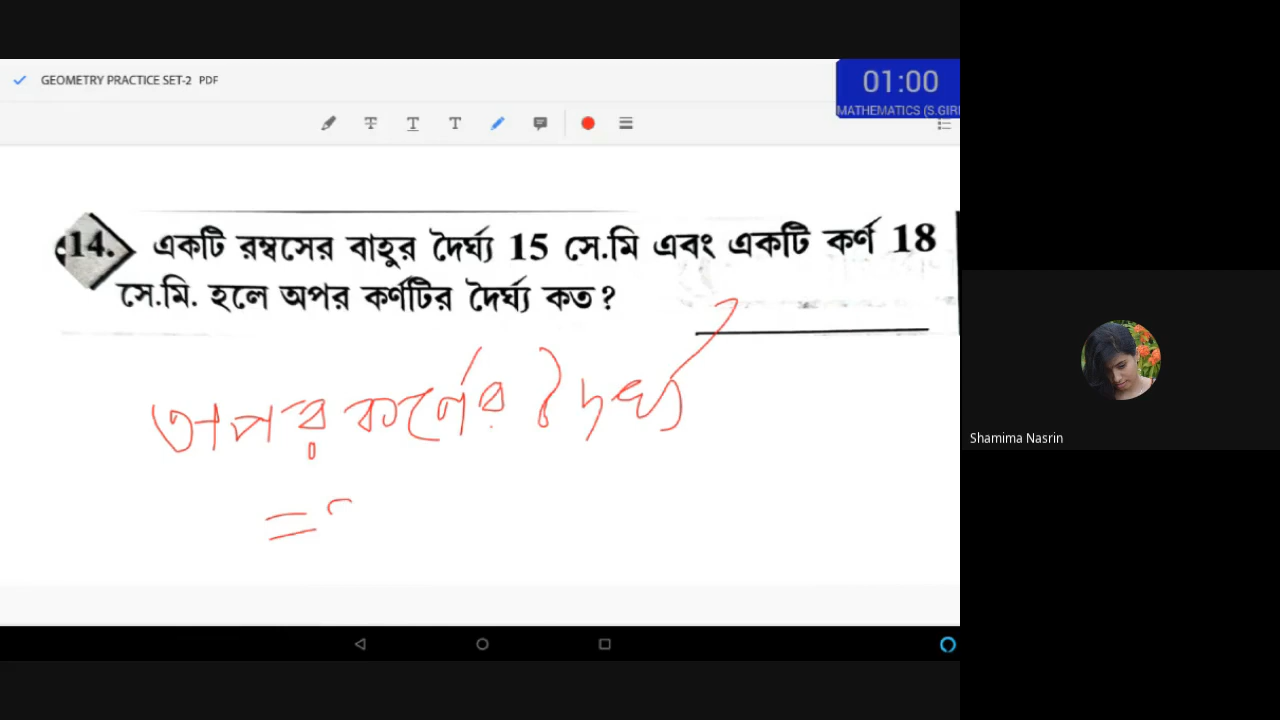 GEOMETRY PRACTICE SET-2 PDF
01:00
MATHEMATICS (S.GIRI
T T T
14. একটি রম্বসের বাহুর দৈর্ঘ্য 15 সে.মি এবং একটি কর্ণ 18
সে.মি. হলে অপর কর্ণটির দৈর্ঘ্য কত?
অপর কর্ণের দৈর্ঘ্য
=
Shamima Nasrin